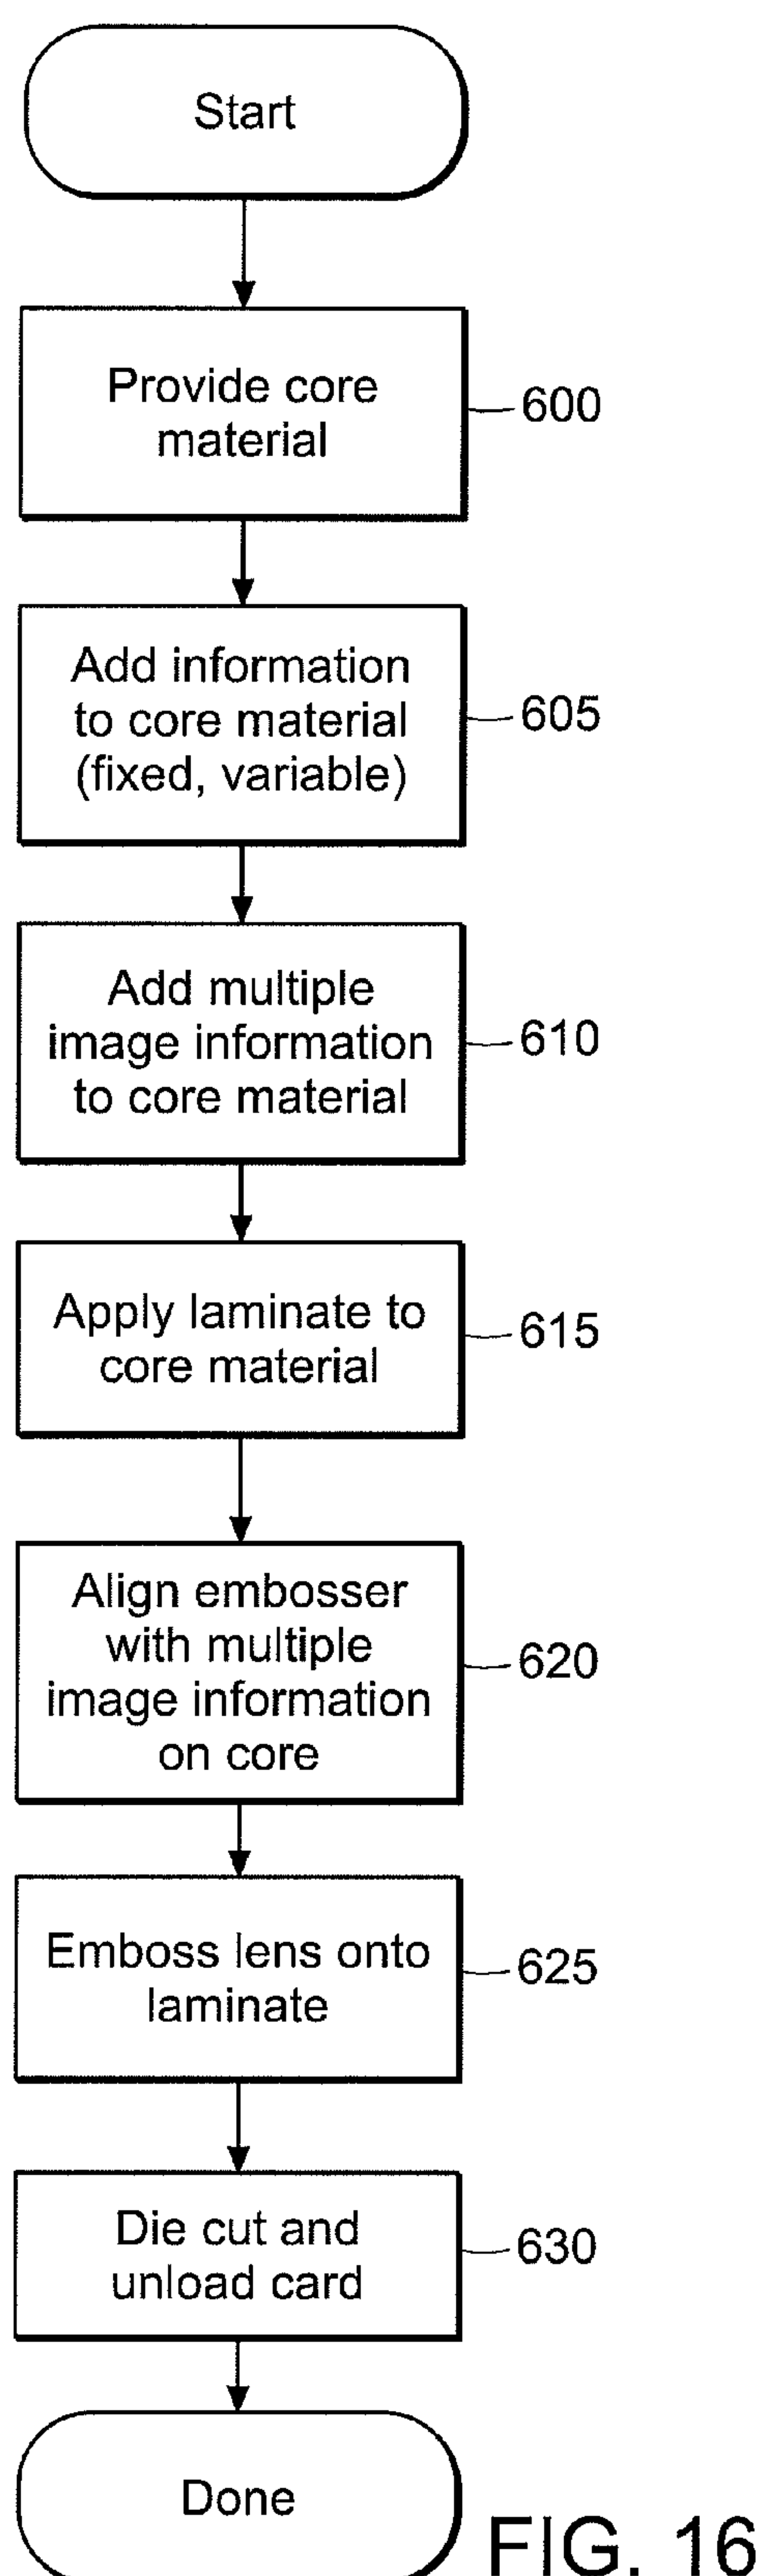 Start
Provide core
material
600
Add information
to core material
(fixed, variable)
605
Add multiple
image information
to core material
610
Apply laminate to
core material
615
Align embosser
with multiple
image information
on core
620
Emboss lens onto
laminate
625
Die cut and
unload card
630
Done
FIG. 16